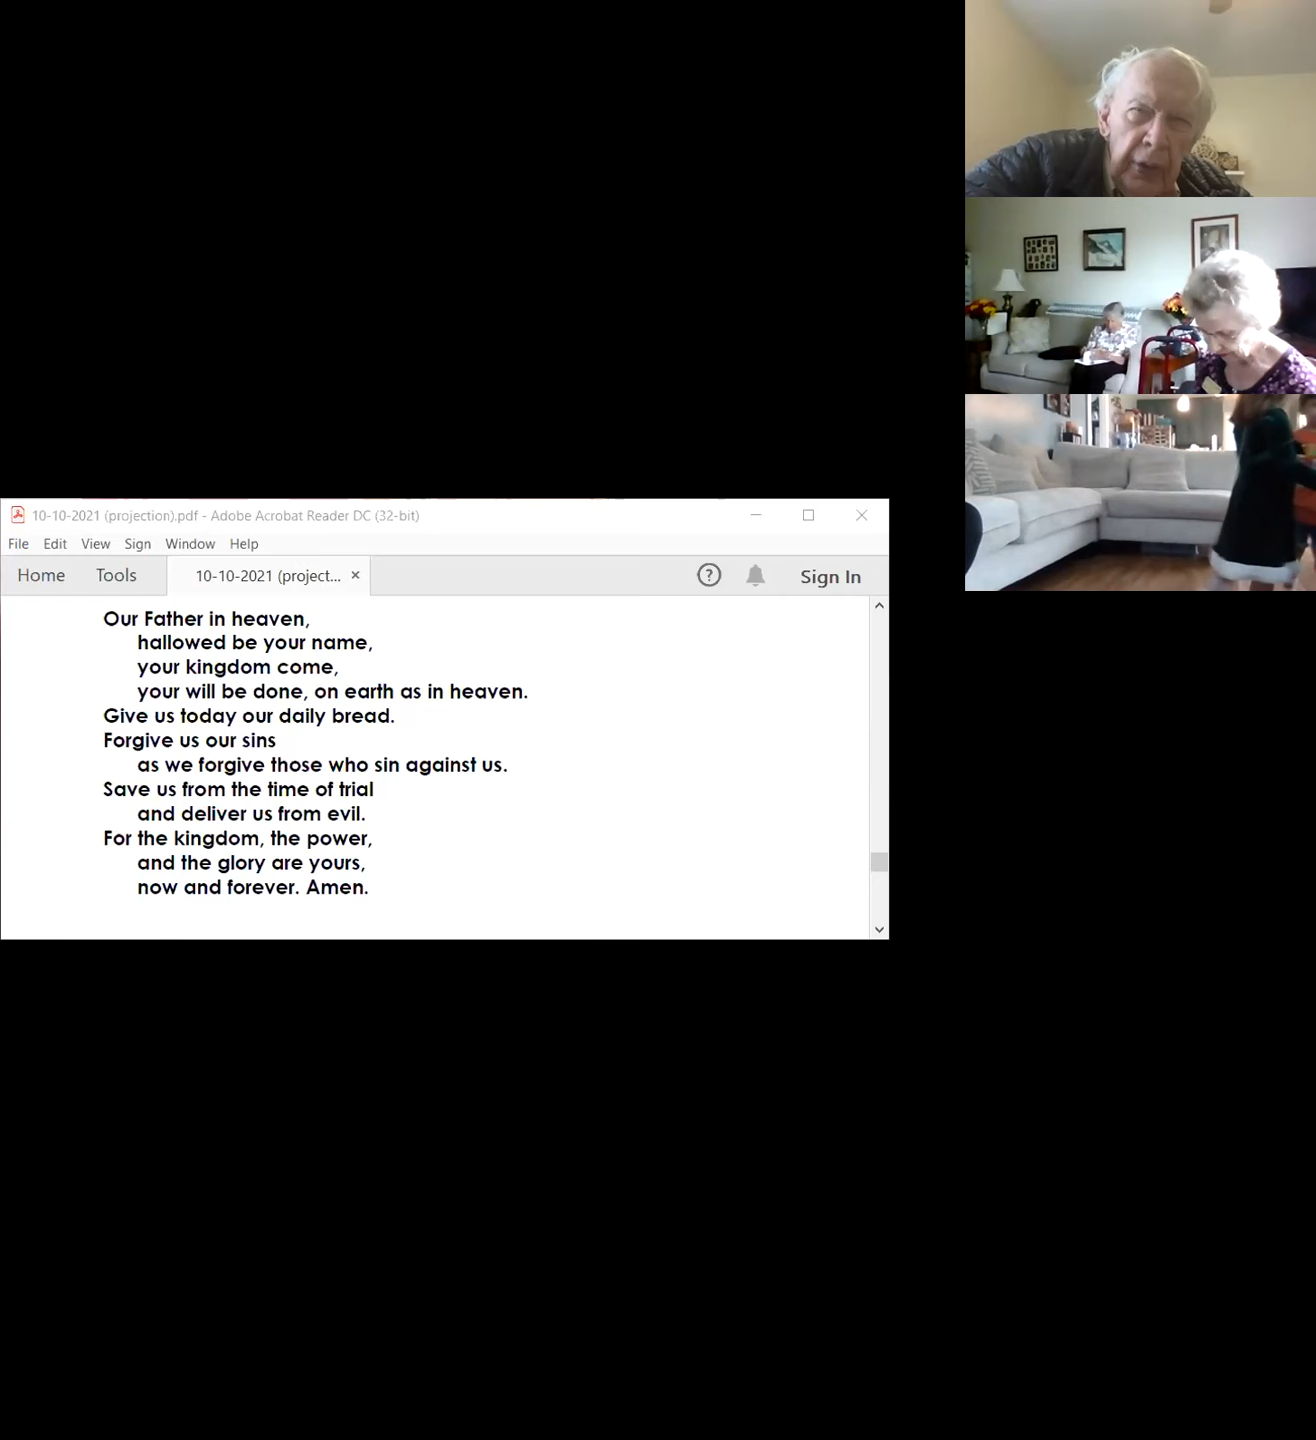 10-10-2021 (projection).pdf - Adobe Acrobat Reader DC (32-bit)
File Edit View Sign Window Help
Home Tools 10-10-2021 (project... × ? Sign In
Our Father in heaven,
hallowed be your name,
your kingdom come,
your will be done, on earth as in heaven.
Give us today our daily bread.
Forgive us our sins
as we forgive those who sin against us.
Save us from the time of trial
and deliver us from evil.
For the kingdom, the power,
and the glory are yours,
now and forever. Amen.